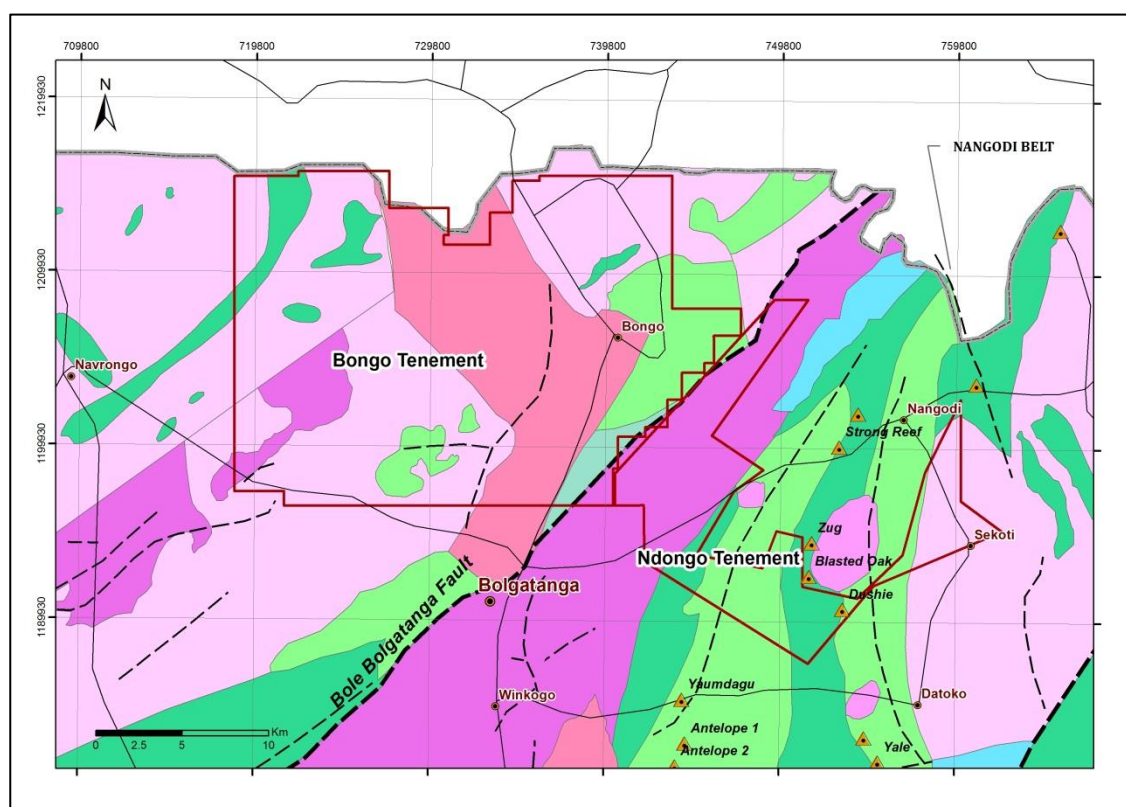 709800
719800
729800
739800
749800
759800
1219930
N
NANGODI BELT
1209930
Bongo
Bongo Tenement
Navrongo
Nangodi
1199930
Strong Reef
Zug
Sekoti
Ndongo Tenement
Blasted Oak
Bolgatanga
Dushie
1189930
Bole Bolgatanga Fault
Yaumdagu
Winkogo
Datoko
Antelope 1
Antelope 2
Yale
0 2.5 5 10
Km